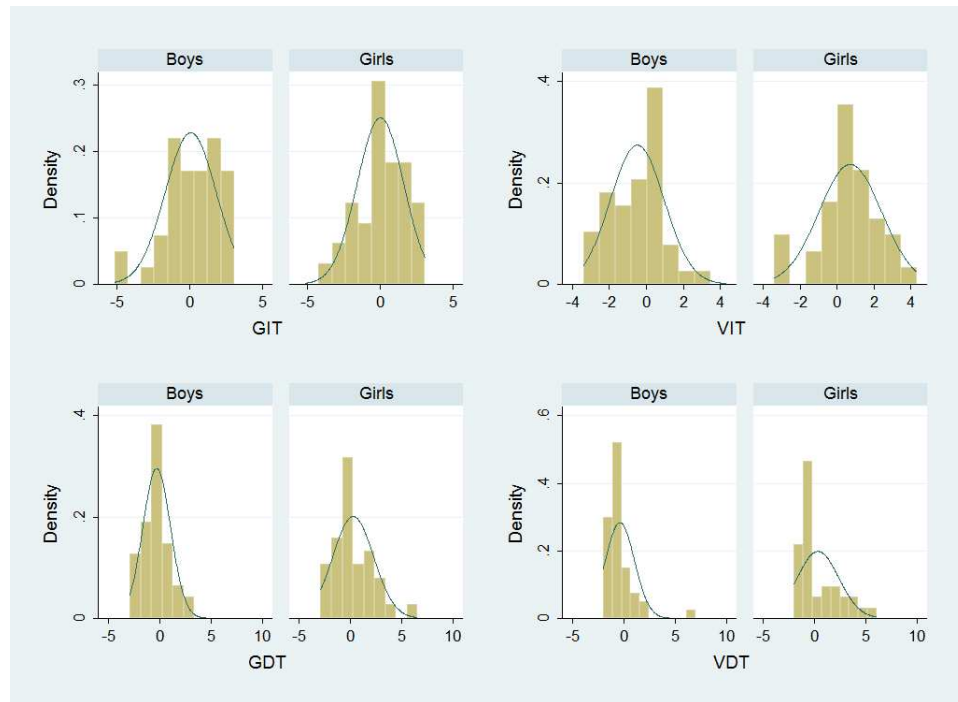 Boys Girls
Density
0 .1 .2 .3
-5 0 5 -5 0 5
GIT
Boys Girls
Density
0 .2 .4
-4 -2 0 2 4 -4 -2 0 2 4
VIT
Boys Girls
Density
0 .2 .4
-5 0 5 10 -5 0 5 10
GDT
Boys Girls
Density
0 .2 .4 .6
-5 0 5 10 -5 0 5 10
VDT